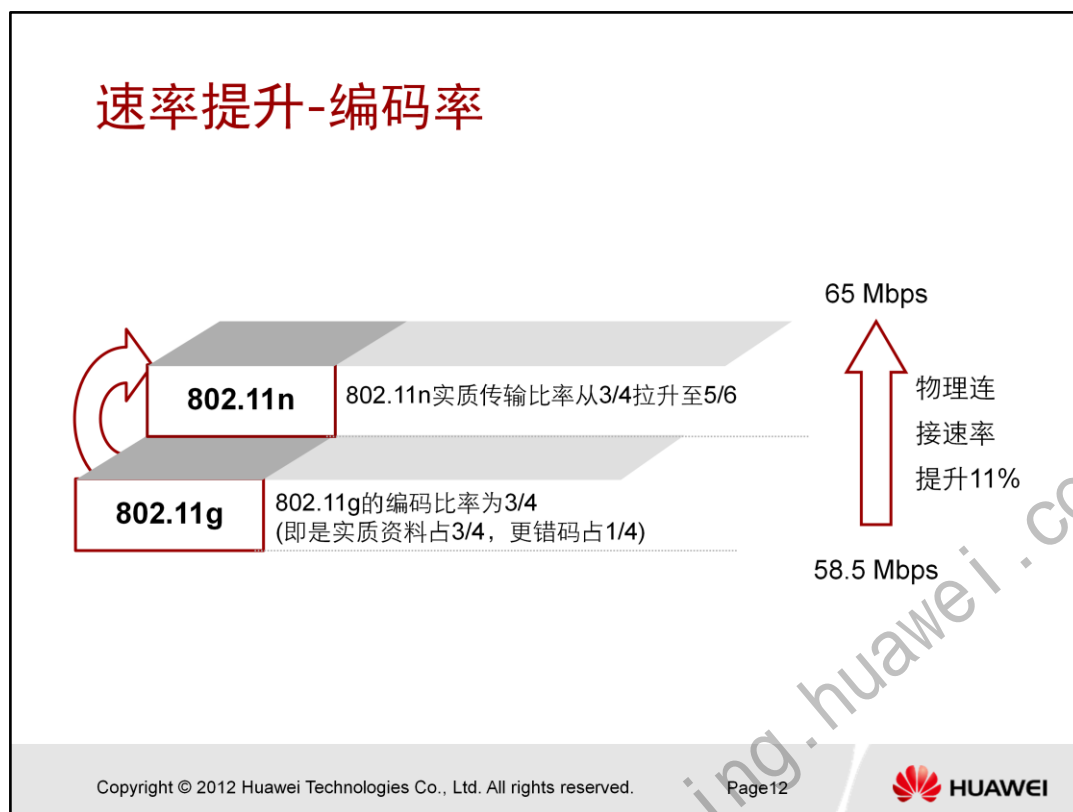 速率提升-编码率
65 Mbps
802.11n
802.11n实质传输比率从3/4拉升至5/6
物理连
接速率
提升11%
802.11g
802.11g的编码比率为3/4
(即是实质资料占3/4，更错码占1/4)
58.5 Mbps
ing.huawei.co
Copyright © 2012 Huawei Technologies Co., Ltd. All rights reserved.
Page12
HUAWEI